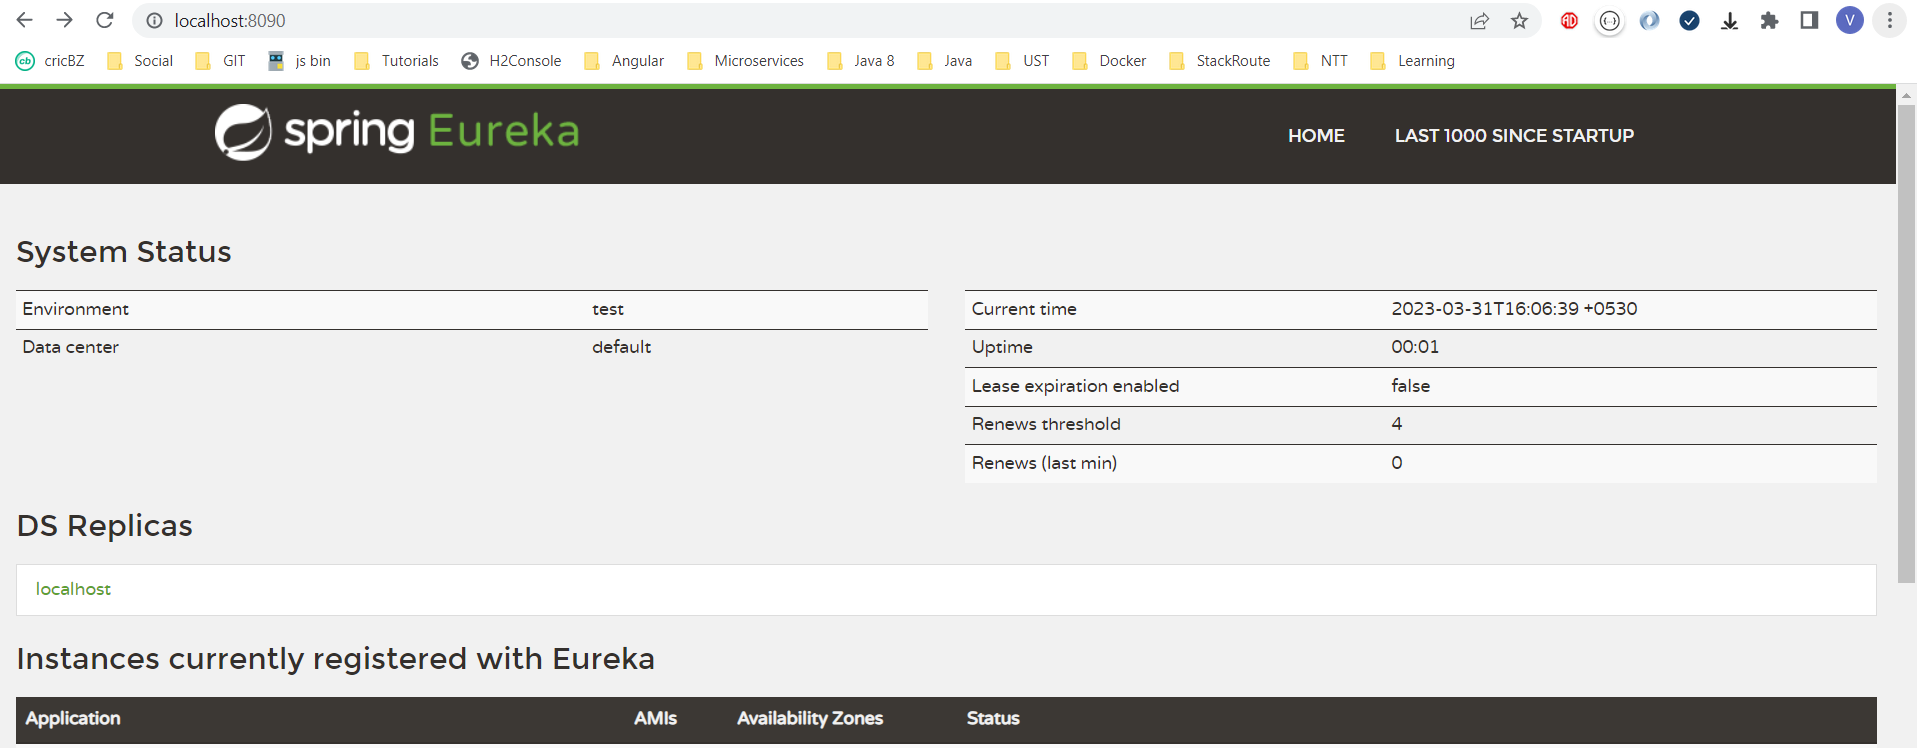 localhost:8090
AD
V
cb cricBZ Social GIT js bin Tutorials H2Console Angular Microservices Java 8 Java UST Docker StackRoute NTT Learning
spring Eureka HOME LAST 1000 SINCE STARTUP
System Status
Environment test
Data center default
Current time 2023-03-31T16:06:39 +0530
Uptime 00:01
Lease expiration enabled false
Renews threshold 4
Renews (last min) 0
DS Replicas
localhost
Instances currently registered with Eureka
Application AMIs Availability Zones Status